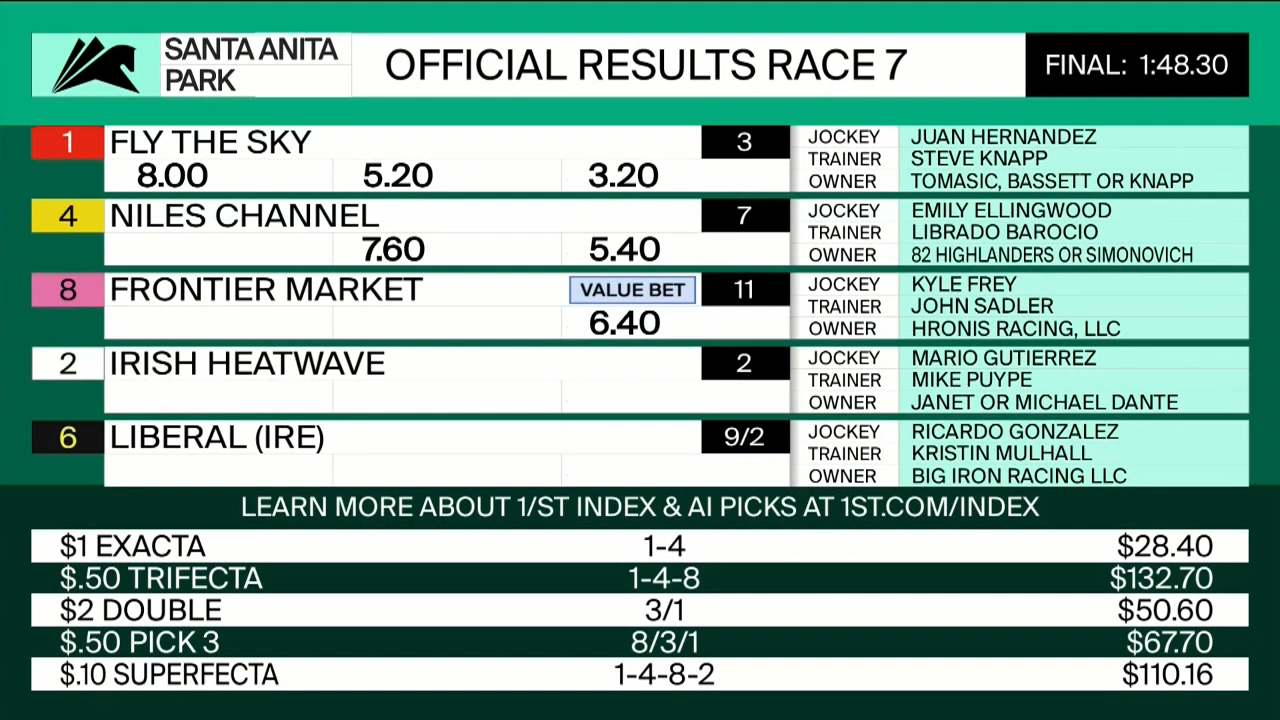 SANTA ANITA
PARK
OFFICIAL RESULTS RACE 7
FINAL: 1:48.30
1 FLY THE SKY 3
8.00 5.20 3.20
JOCKEY JUAN HERNANDEZ
TRAINER STEVE KNAPP
OWNER TOMASIC, BASSETT OR KNAPP
4 NILES CHANNEL 7
7.60 5.40
JOCKEY EMILY ELLINGWOOD
TRAINER LIBRADO BAROCIO
OWNER 82 HIGHLANDERS OR SIMONOVICH
8 FRONTIER MARKET VALUE BET 11
6.40
JOCKEY KYLE FREY
TRAINER JOHN SADLER
OWNER HRONIS RACING, LLC
2 IRISH HEATWAVE 2
JOCKEY MARIO GUTIERREZ
TRAINER MIKE PUYPE
OWNER JANET OR MICHAEL DANTE
6 LIBERAL (IRE) 9/2
JOCKEY RICARDO GONZALEZ
TRAINER KRISTIN MULHALL
OWNER BIG IRON RACING LLC
LEARN MORE ABOUT 1/ST INDEX & AI PICKS AT 1ST.COM/INDEX
$1 EXACTA 1-4 $28.40
$.50 TRIFECTA 1-4-8 $132.70
$2 DOUBLE 3/1 $50.60
$.50 PICK 3 8/3/1 $67.70
$.10 SUPERFECTA 1-4-8-2 $110.16